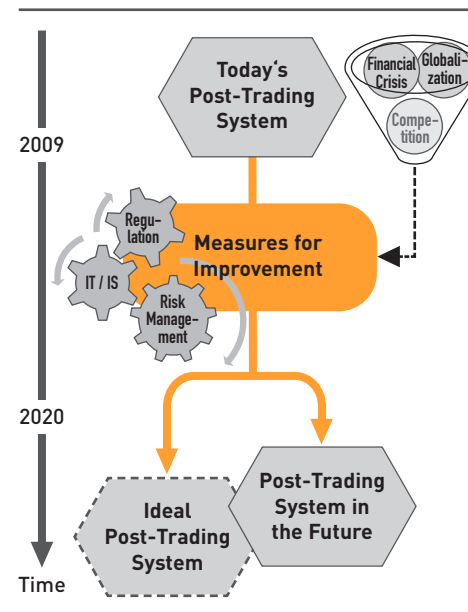 Today's
Post-Trading
System
Financial
Crisis
Globali-
zation
Compe-
tition
2009
Regu-
lation
IT / IS
Risk
Manage-
ment
Measures for
Improvement
2020
Ideal
Post-Trading
System
Post-Trading
System in
the Future
Time